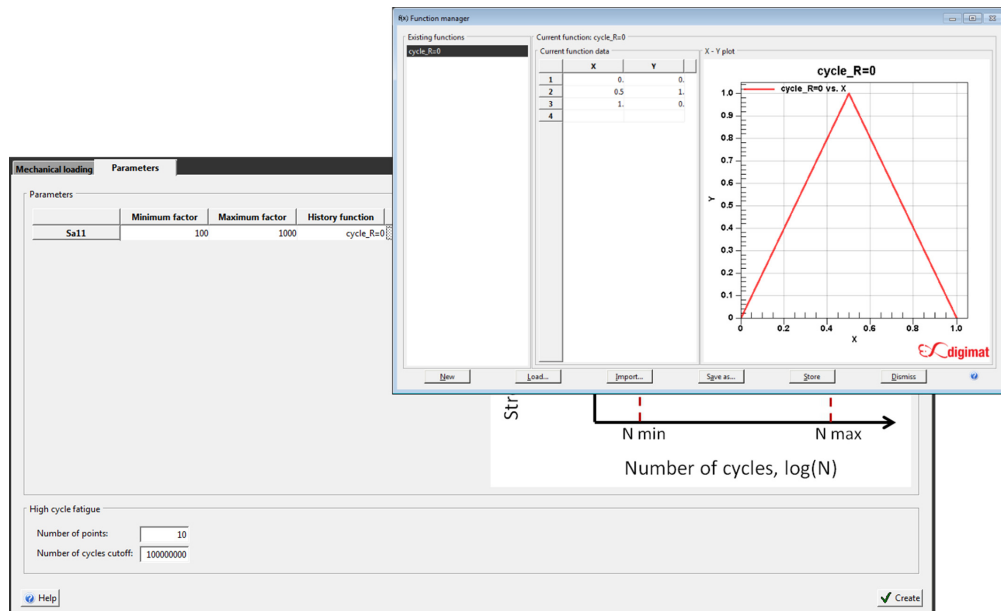 f(x) Function manager
Existing functions
cycle_R=0
Current function: cycle_R=0
Current function data
X Y
1 0. 0.
2 0.5 1.
3 1. 0.
4
X - Y plot
cycle_R=0
cycle_R=0 vs. X
1.0
0.9
0.8
0.7
0.6
0.5
0.4
0.3
0.2
0.1
0
Y
0.0 0.2 0.4 0.6 0.8 1.0
X
digimat
New Load... Import... Save as... Store Dismiss
Mechanical loading Parameters
Parameters
Minimum factor Maximum factor History function
Sa11 100 1000 cycle_R=0
Stre
N min N max
Number of cycles, log(N)
High cycle fatigue
Number of points: 10
Number of cycles cutoff: 100000000
Help
Create